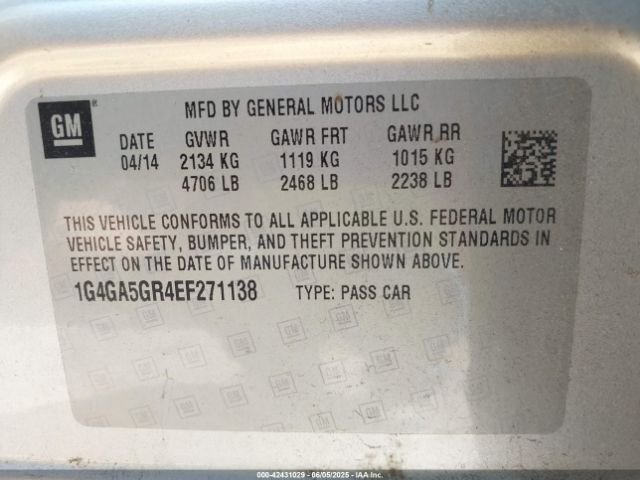 GM ®
MFD BY GENERAL MOTORS LLC
DATE GVWR GAWR FRT GAWR RR
04/14 2134 KG 1119 KG 1015 KG
4706 LB 2468 LB 2238 LB
THIS VEHICLE CONFORMS TO ALL APPLICABLE U.S. FEDERAL MOTOR
VEHICLE SAFETY, BUMPER, AND THEFT PREVENTION STANDARDS IN
EFFECT ON THE DATE OF MANUFACTURE SHOWN ABOVE.
1G4GA5GR4EF271138 TYPE: PASS CAR
000-42431029 - 06/05/2025 - IAAI.COM